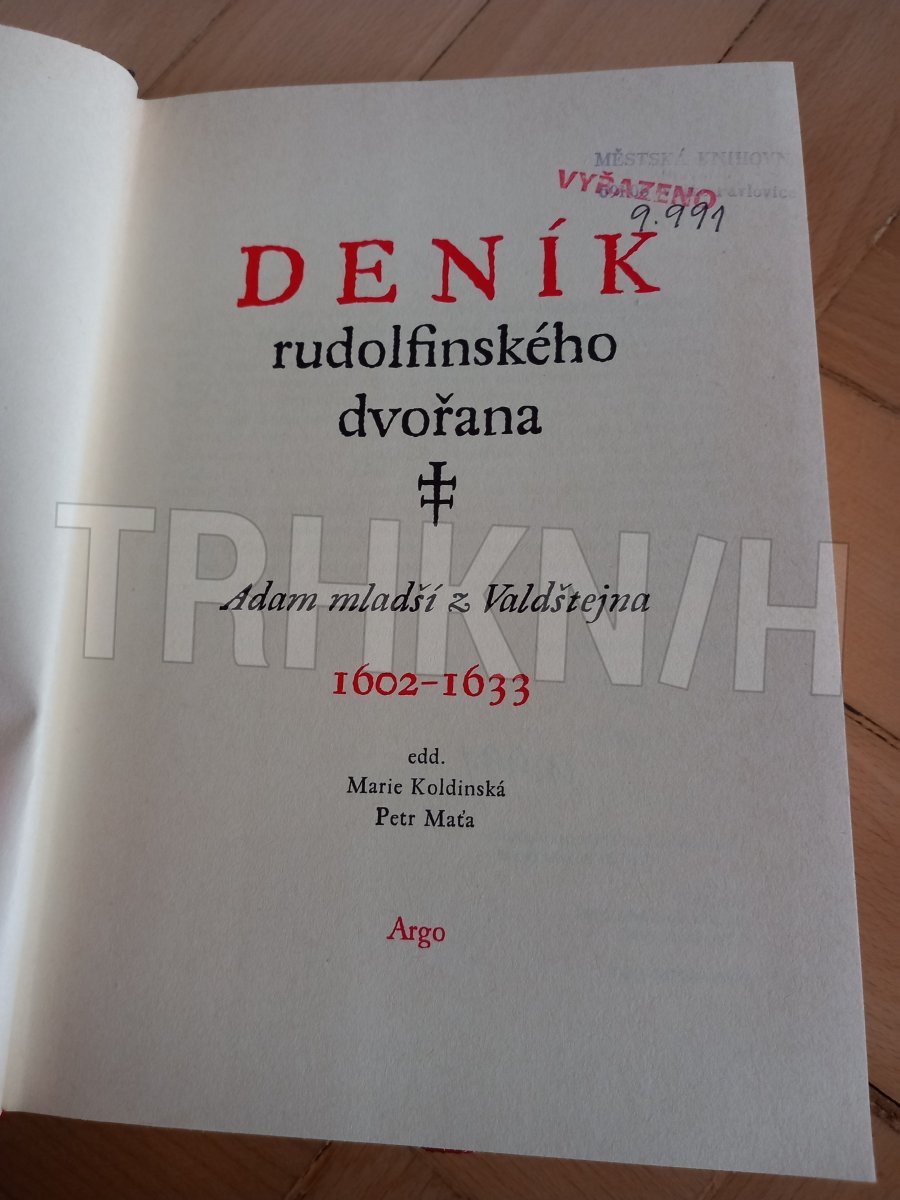 MĚSTSKÁ KNIHOVN
VYŘAZENO
9.991
DENÍK
rudolfinského
dvořana
Adam mladší z Valdštejna
1602–1633
edd.
Marie Koldinská
Petr Maťa
Argo
TRHKNIH